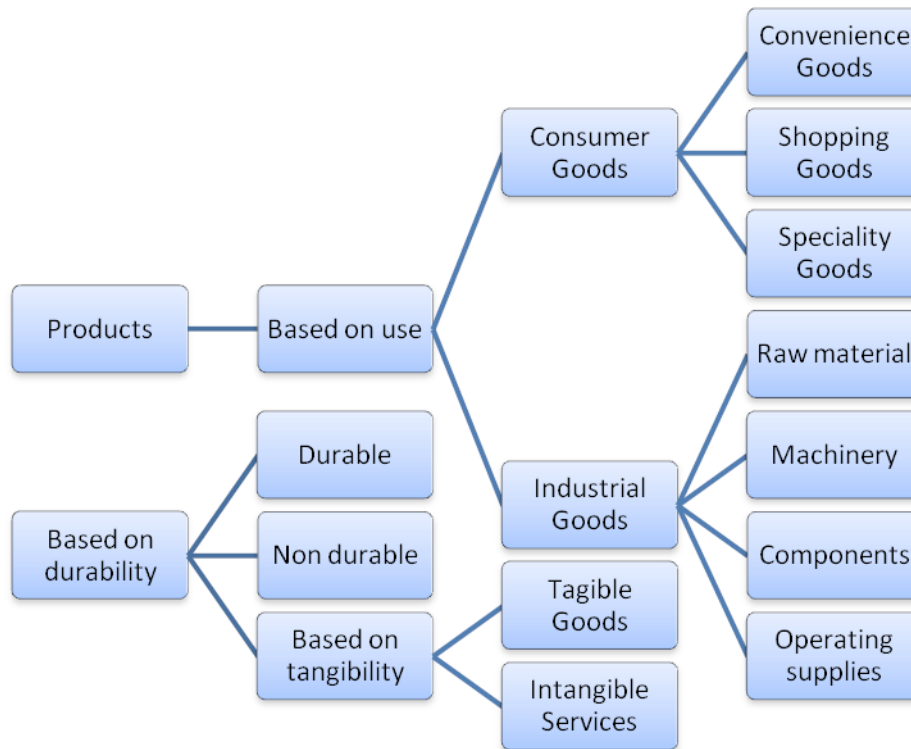 Products
Based on use
Consumer
Goods
Convenience
Goods
Shopping
Goods
Speciality
Goods
Industrial
Goods
Raw material
Machinery
Components
Operating
supplies
Based on
durability
Durable
Non durable
Based on
tangibility
Tagible
Goods
Intangible
Services